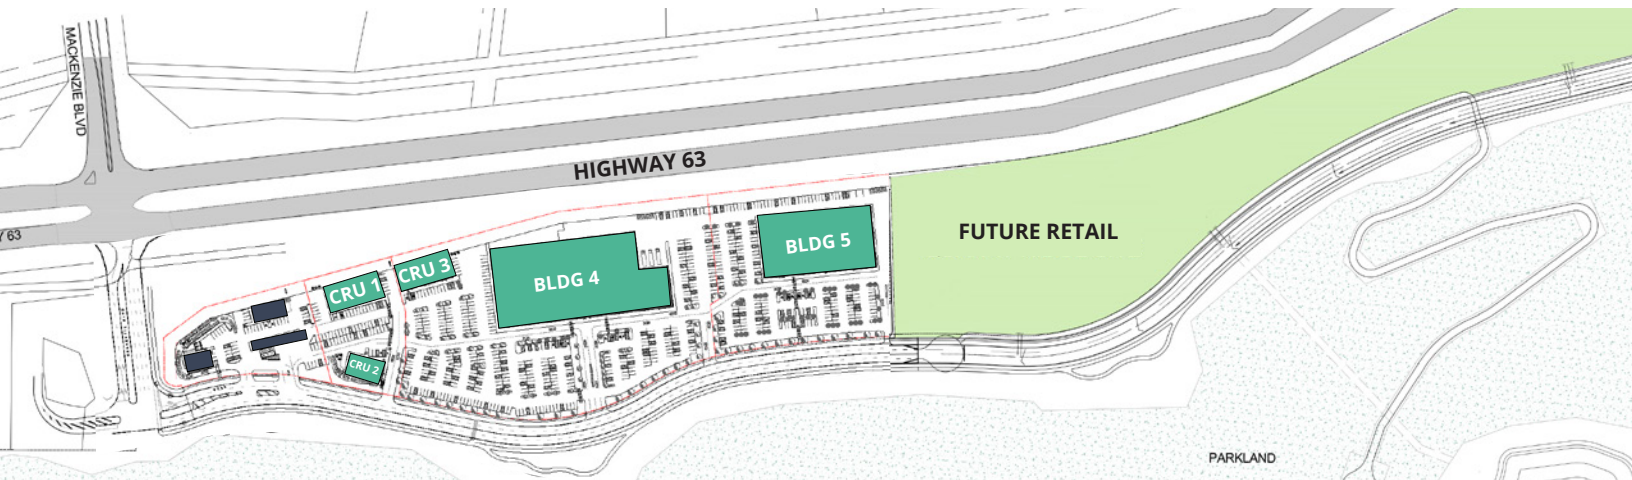 MACKENZIE BLVD
HIGHWAY 63
Y 63
CRU 1
CRU 3
BLDG 4
BLDG 5
FUTURE RETAIL
CRU 2
PARKLAND